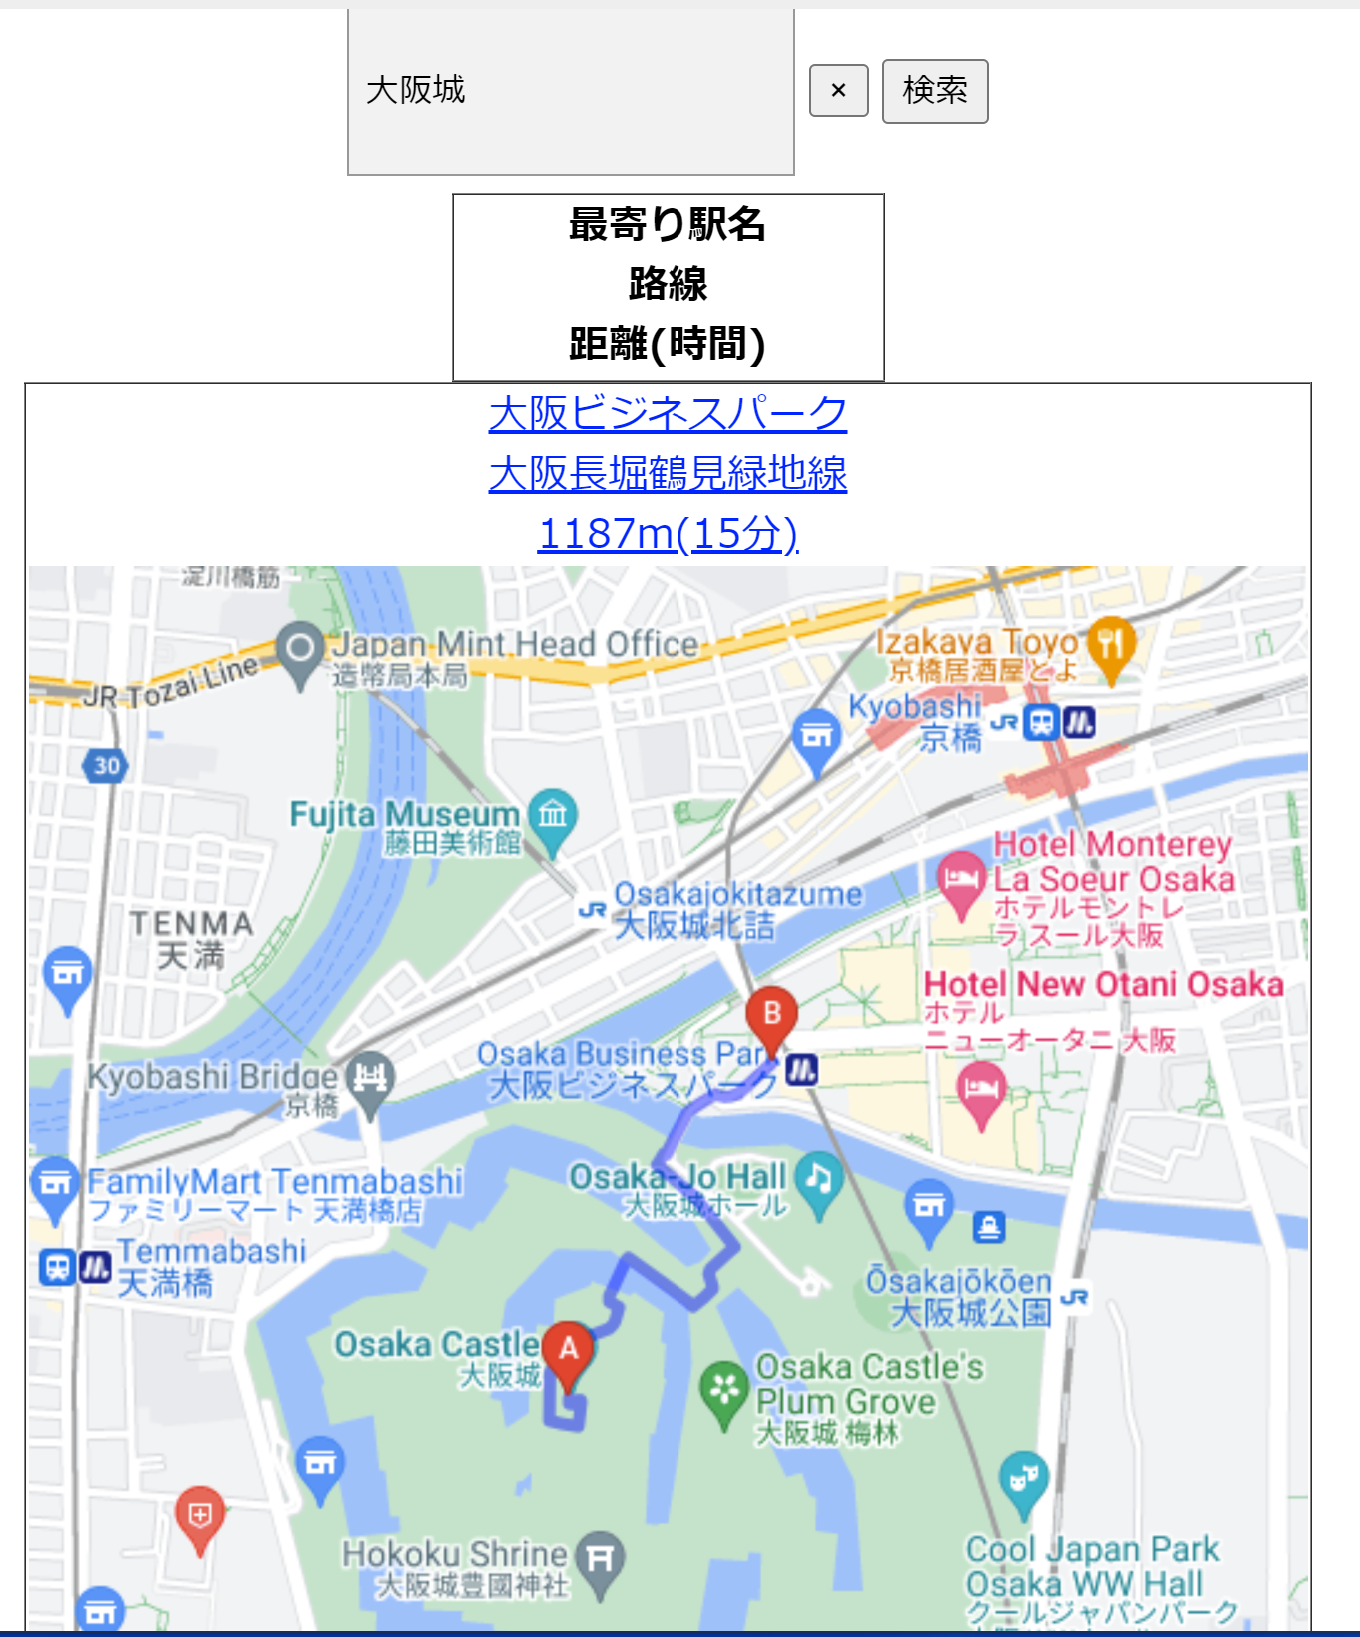 大阪城
×
検索
最寄り駅名
路線
距離(時間)
大阪ビジネスパーク
大阪長堀鶴見緑地線
1187m(15分)
淀川橋筋
Japan Mint Head Office
造幣局本局
JR Tozai Line
Izakaya Toyo
京橋居酒屋とよ
Kyobashi
京橋
JR
30
Fujita Museum
藤田美術館
Hotel Monterey
La Soeur Osaka
ホテルモントレ
ラ スール大阪
JR
Osakajokitazume
大阪城北詰
TENMA
天満
Hotel New Otani Osaka
ホテル
ニューオータニ 大阪
B
Osaka Business Park
大阪ビジネスパーク
Kyobashi Bridge
京橋
FamilyMart Tenmabashi
ファミリーマート 天満橋店
Osaka-Jo Hall
大阪城ホール
Temmabashi
天満橋
Ōsakajōkōen
大阪城公園
JR
Osaka Castle
大阪城
A
Osaka Castle's
Plum Grove
大阪城 梅林
Hokoku Shrine
大阪城豊國神社
Cool Japan Park
Osaka WW Hall
クールジャパンパーク